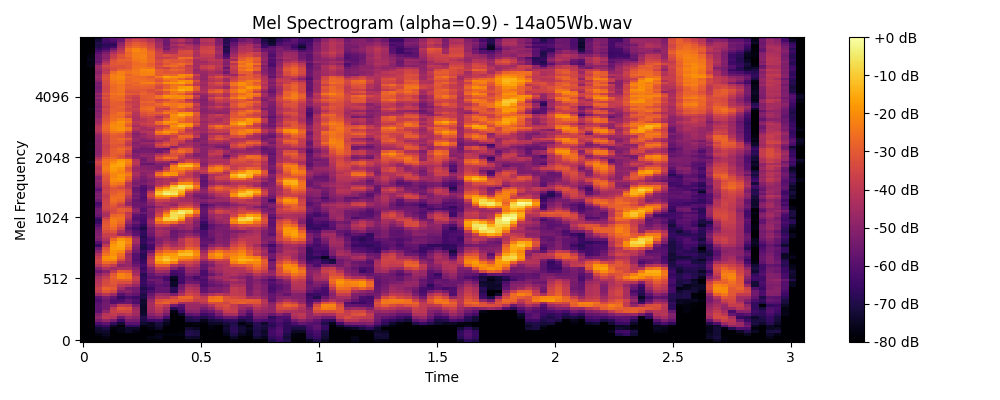 Mel Spectrogram (alpha=0.9) - 14a05Wb.wav
Mel Frequency
4096
2048
1024
512
0
0
0.5
1
1.5
2
2.5
3
Time
+0 dB
-10 dB
-20 dB
-30 dB
-40 dB
-50 dB
-60 dB
-70 dB
-80 dB